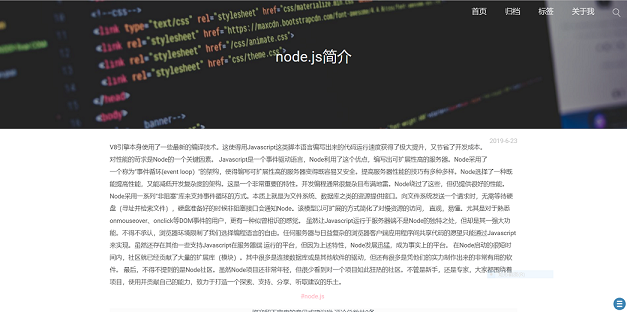 首页 归档 标签 关于我
<!--css-->
<link type="text/css" rel="stylesheet" href="css/materialize.
<link rel="stylesheet" href="https://maxcdn.bootstrapcdn.com/font-awesome
<link rel="stylesheet" href="css/animate.css">
<link rel="stylesheet" href="css/theme.css">
</head>
<body>
banner
node.js简介
2019-6-23
V8引擎本身使用了一些最新的编译技术。这使得用Javascript这类脚本语言编写出来的代码运行速度获得了极大提升,又节省了开发成本。
对性能的苛求是Node的一个关键因素。 Javascript是一个事件驱动语言,Node利用了这个优点,编写出可扩展性高的服务器。Node采用了
一个称为“事件循环(event loop)”的架构,使得编写可扩展性高的服务器变得既容易又安全。提高服务器性能的技巧有多种多样。Node选择了一种既
能提高性能,又能减低开发复杂度的架构。这是一个非常重要的特性。并发编程通常很复杂且布满地雷。Node绕过了这些,但仍提供很好的性能。
Node采用一系列“非阻塞”库来支持事件循环的方式。本质上就是为文件系统、数据库之类的资源提供接口。向文件系统发送一个请求时,无需等待硬
盘(寻址并检索文件),硬盘准备好的时候非阻塞接口会通知Node。该模型以可扩展的方式简化了对慢资源的访问, 直观,易懂。尤其是对于熟悉
onmouseover、onclick等DOM事件的用户,更有一种似曾相识的感觉。 虽然让Javascript运行于服务器端不是Node的独特之处,但却是其一强大功
能。不得不承认,浏览器环境限制了我们选择编程语言的自由。任何服务器与日益复杂的浏览器客户端应用程序间共享代码的愿望只能通过Javascript
来实现。虽然还存在其他一些支持Javascript在服务器端 运行的平台,但因为上述特性,Node发展迅猛,成为事实上的平台。 在Node启动的很短时
间内,社区就已经贡献了大量的扩展库(模块)。其中很多是连接数据库或是其他软件的驱动,但还有很多是凭他们的实力制作出来的非常有用的软
件。 最后,不得不提到的是Node社区。虽然Node项目还非常年轻,但很少看到对一个项目如此狂热的社区。不管是新手,还是专家,大家都围绕着
项目,使用并贡献自己的能力,致力于打造一个探索、支持、分享、听取建议的乐土。
#node.js